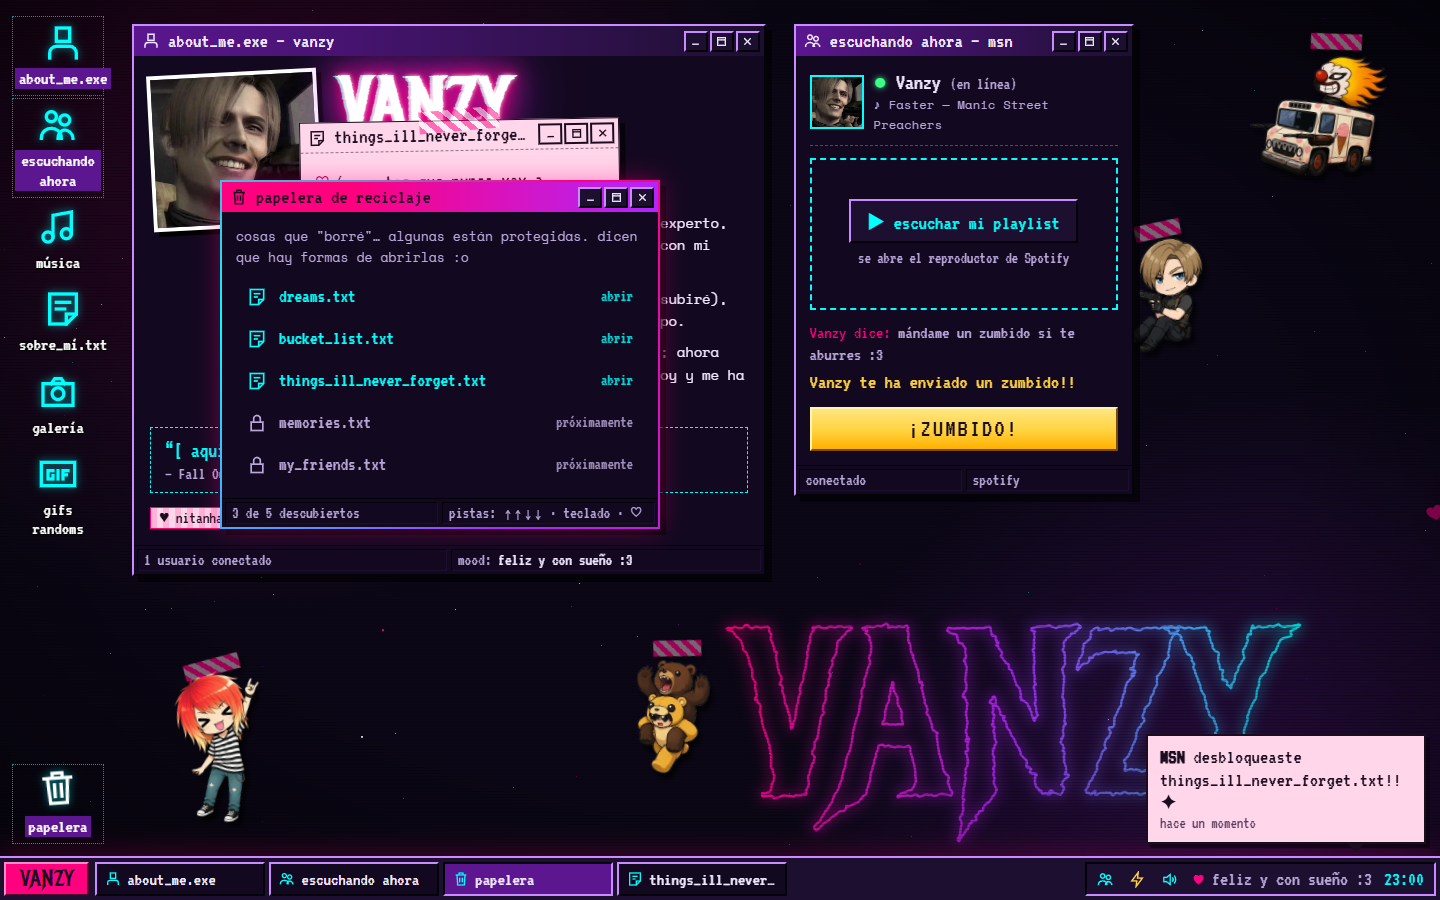 about_me.exe
escuchando
ahora
música
sobre_mí.txt
galería
GIF
gifs
randoms
papelera
about_me.exe – vanzy
VANZY
things_ill_never_forge…
papelera de reciclaje
cosas que "borré"… algunas están protegidas. dicen
que hay formas de abrirlas :o
dreams.txt abrir
bucket_list.txt abrir
things_ill_never_forget.txt abrir
memories.txt próximamente
my_friends.txt próximamente
3 de 5 descubiertos pistas: ↑↑↓↓ · teclado · ♡
experto,
con mi
subiré).
po.
: ahora
oy y me ha
“[ aqu
— Fall O
♥ nitanha
1 usuario conectado mood: feliz y con sueño :3
escuchando ahora – msn
Vanzy (en línea)
♪ Faster — Manic Street
Preachers
▶ escuchar mi playlist
se abre el reproductor de Spotify
Vanzy dice: mándame un zumbido si te
aburres :3
Vanzy te ha enviado un zumbido!!
¡ZUMBIDO!
conectado spotify
VANZY
MSN desbloqueaste
things_ill_never_forget.txt!!
✦
hace un momento
VANZY about_me.exe escuchando ahora papelera things_ill_never_… ♥ feliz y con sueño :3 23:00